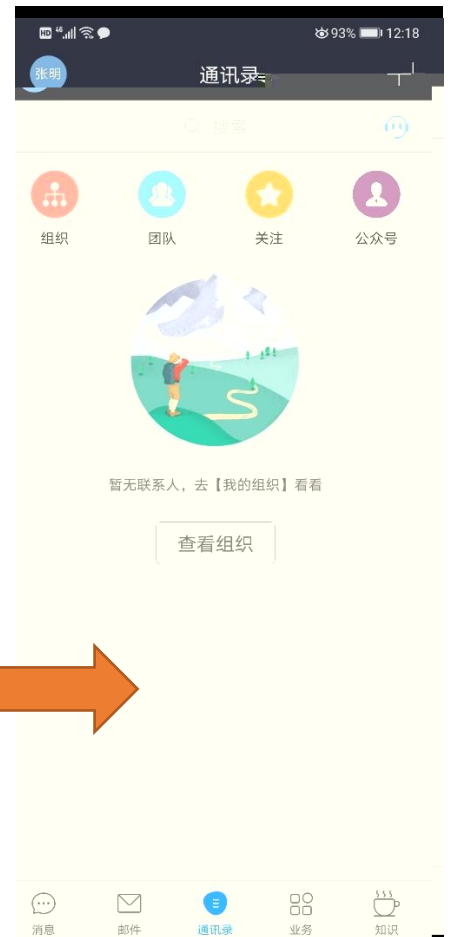 HD 46 93% 12:18
张明 通讯录
搜索
组织 团队 关注 公众号
暂无联系人，去【我的组织】看看
查看组织
消息 邮件 通讯录 业务 知识